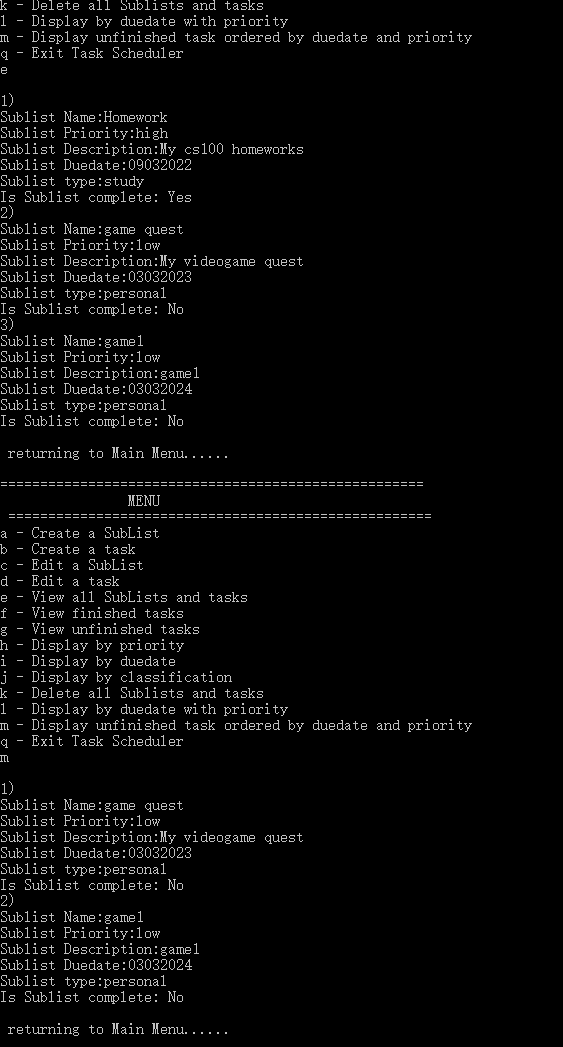 k - Delete all Sublists and tasks
l - Display by duedate with priority
m - Display unfinished task ordered by duedate and priority
q - Exit Task Scheduler
e
1)
Sublist Name:Homework
Sublist Priority:high
Sublist Description:My cs100 homeworks
Sublist Duedate:09032022
Sublist type:study
Is Sublist complete: Yes
2)
Sublist Name:game quest
Sublist Priority:low
Sublist Description:My videogame quest
Sublist Duedate:03032023
Sublist type:personal
Is Sublist complete: No
3)
Sublist Name:game1
Sublist Priority:low
Sublist Description:game1
Sublist Duedate:03032024
Sublist type:personal
Is Sublist complete: No
returning to Main Menu......
=====================================================
MENU
=====================================================
a - Create a SubList
b - Create a task
c - Edit a SubList
d - Edit a task
e - View all SubLists and tasks
f - View finished tasks
g - View unfinished tasks
h - Display by priority
i - Display by duedate
j - Display by classification
k - Delete all Sublists and tasks
l - Display by duedate with priority
m - Display unfinished task ordered by duedate and priority
q - Exit Task Scheduler
m
1)
Sublist Name:game quest
Sublist Priority:low
Sublist Description:My videogame quest
Sublist Duedate:03032023
Sublist type:personal
Is Sublist complete: No
2)
Sublist Name:game1
Sublist Priority:low
Sublist Description:game1
Sublist Duedate:03032024
Sublist type:personal
Is Sublist complete: No
returning to Main Menu......